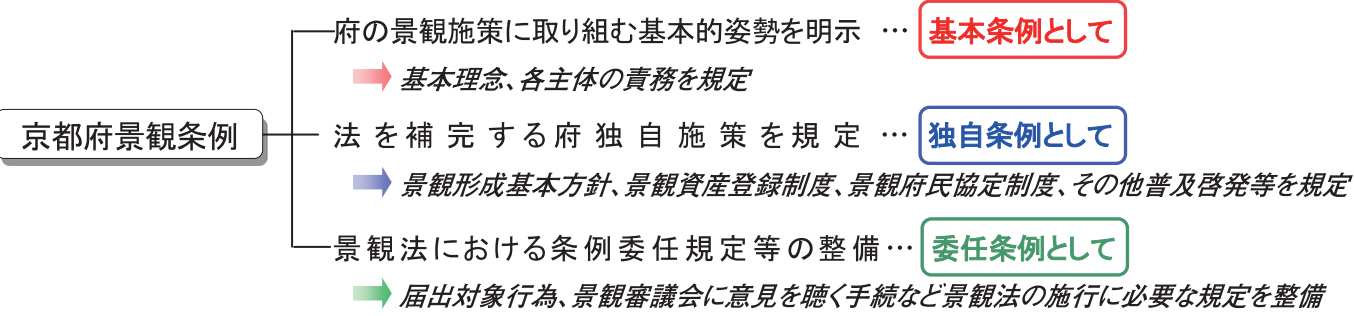 府の景観施策に取り組む基本的姿勢を明示 … 基本条例として
基本理念、各主体の責務を規定
京都府景観条例
法を補完する府独自施策を規定 … 独自条例として
景観形成基本方針、景観資産登録制度、景観府民協定制度、その他普及啓発等を規定
景観法における条例委任規定等の整備… 委任条例として
届出対象行為、景観審議会に意見を聴く手続など景観法の施行に必要な規定を整備